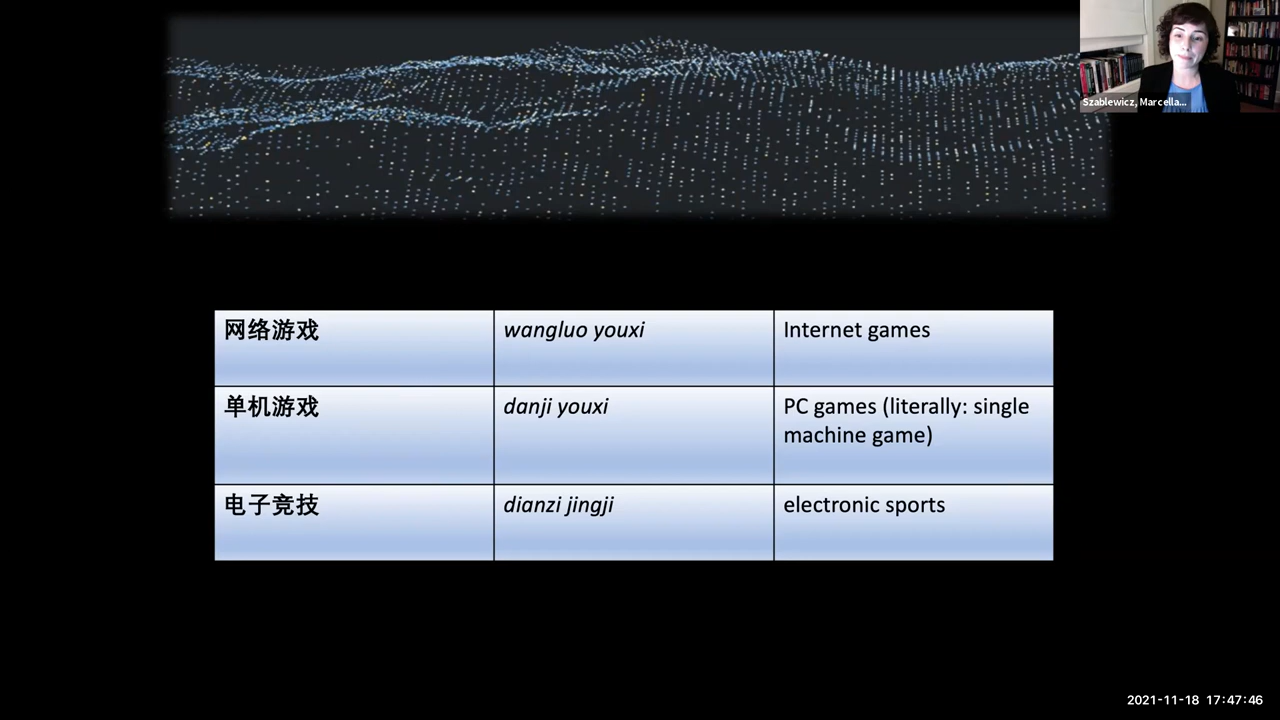 Szablewicz, Marcella...
网络游戏
wangluo youxi
Internet games
单机游戏
danji youxi
PC games (literally: single
machine game)
电子竞技
dianzi jingji
electronic sports
2021-11-18 17:47:46